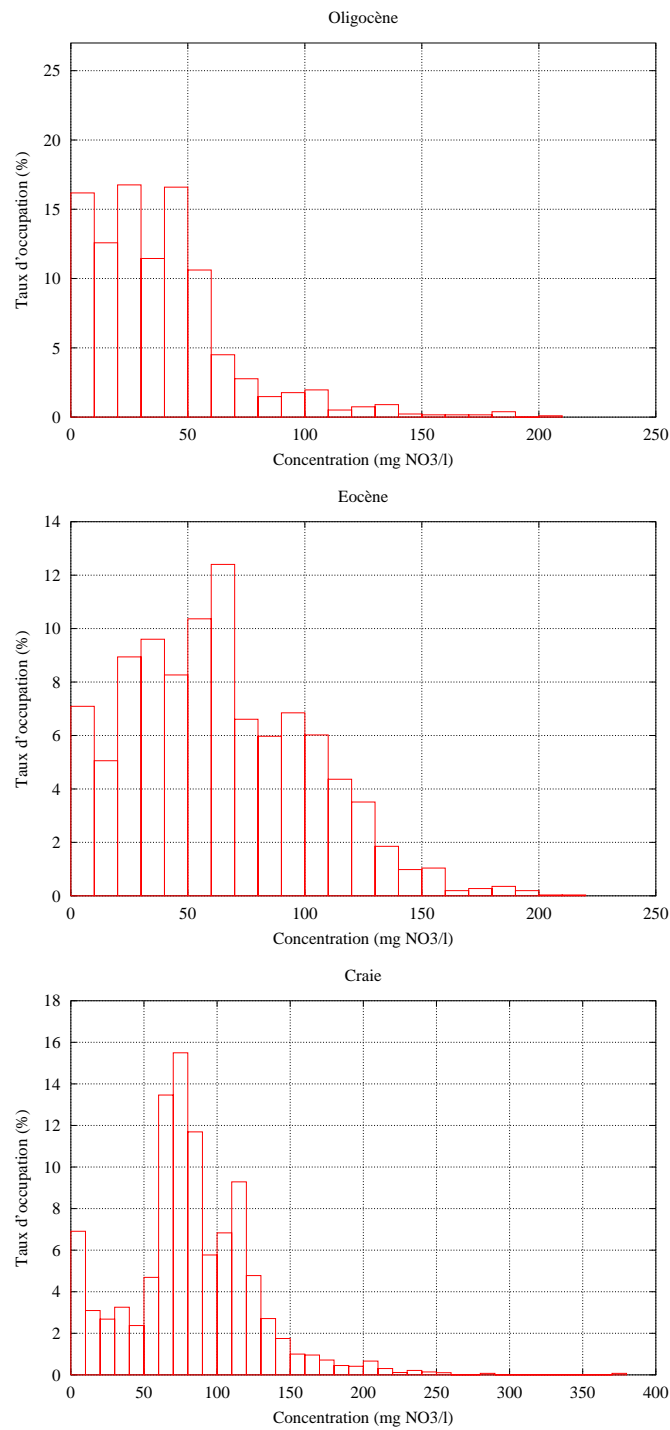 Oligocène
25
20
15
10
5
0
0 50 100 150 200 250
Taux d'occupation (%)
Concentration (mg NO3/l)
Eocène
14
12
10
8
6
4
2
0
0 50 100 150 200 250
Taux d'occupation (%)
Concentration (mg NO3/l)
Craie
18
16
14
12
10
8
6
4
2
0
0 50 100 150 200 250 300 350 400
Taux d'occupation (%)
Concentration (mg NO3/l)